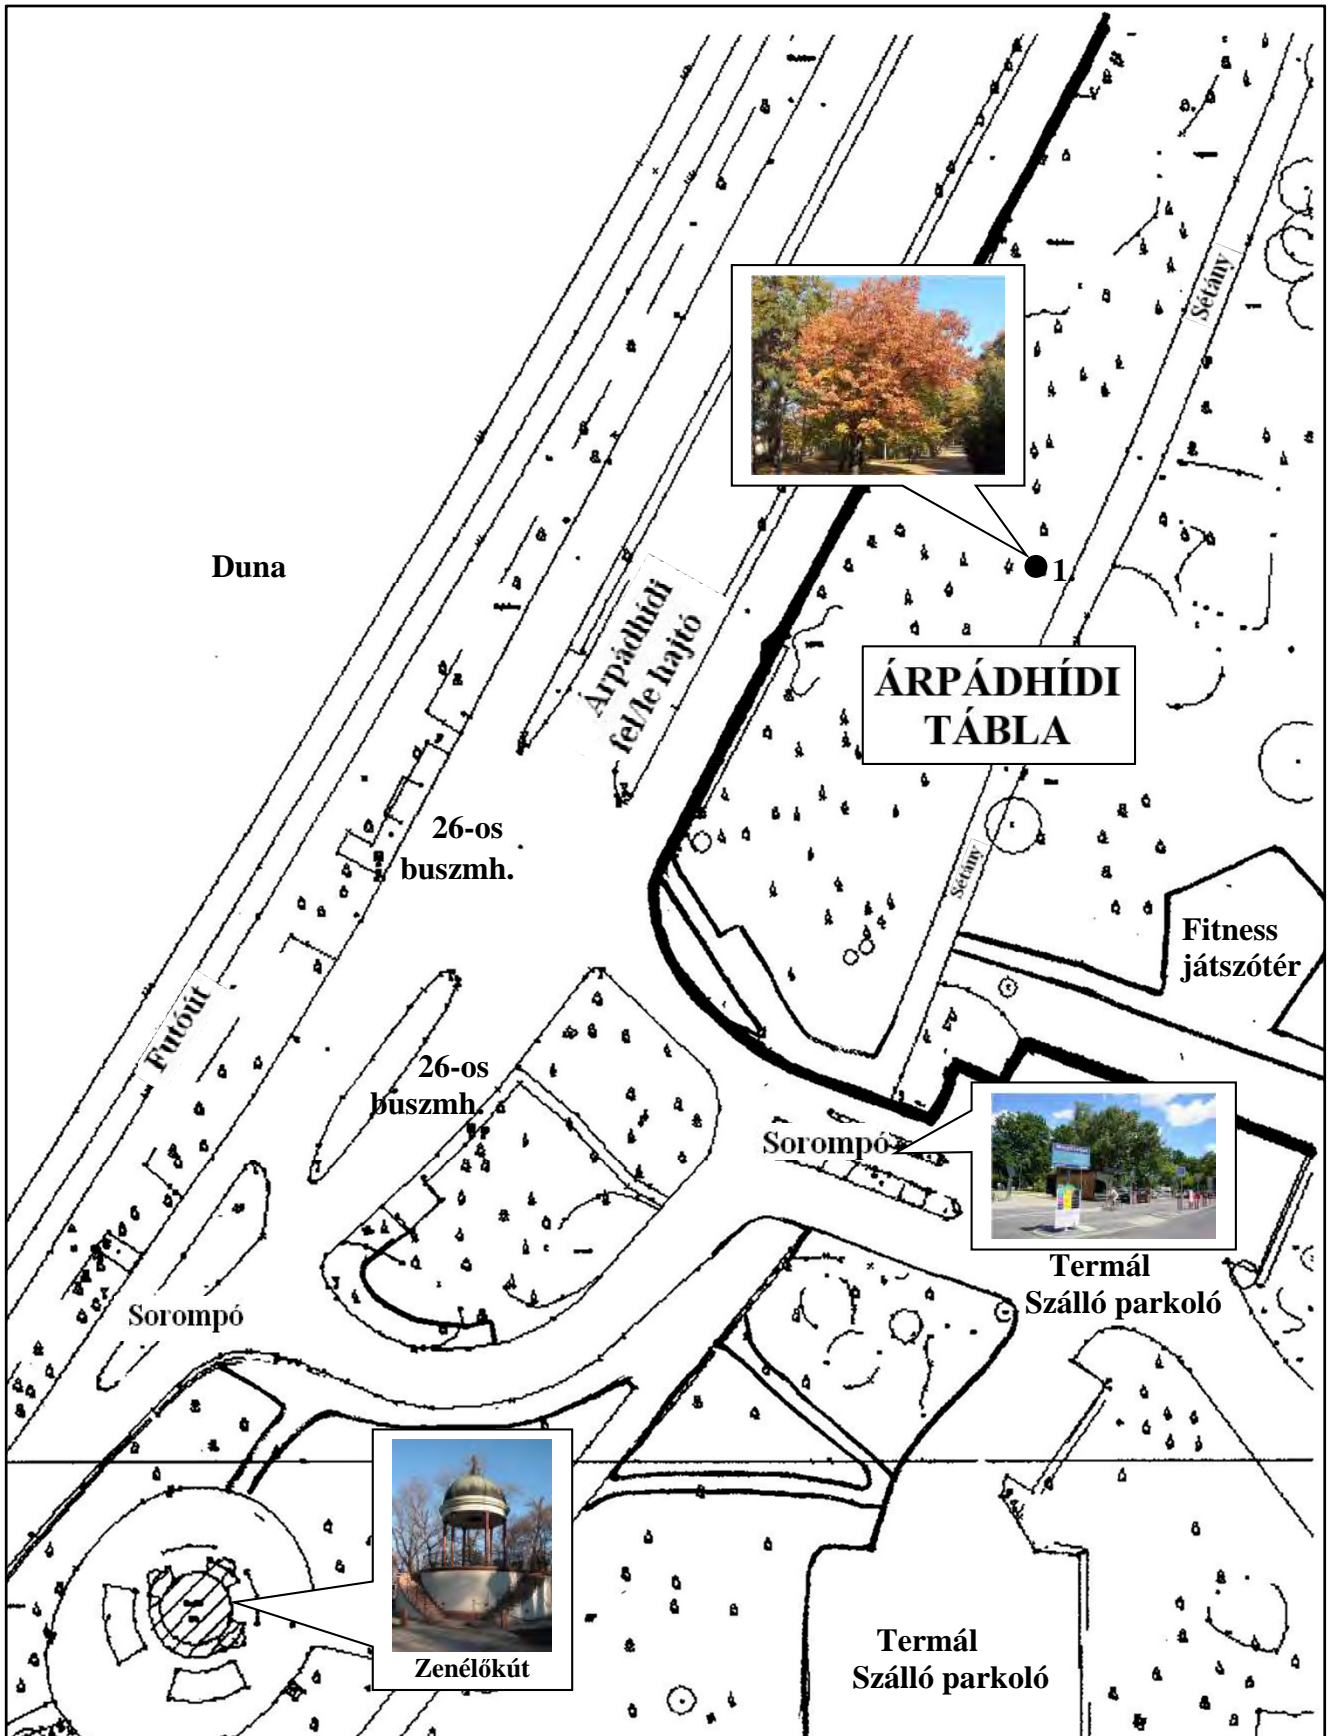 Sétány
Duna
1.
Árpádhídi
fel/le hajtó
ÁRPÁDHÍDI
TÁBLA
26-os
buszmh.
Sétány
Fitness
játszótér
Futóút
26-os
buszmh.
Sorompó
Termál
Szálló parkoló
Sorompó
Zenélőkút
Termál
Szálló parkoló